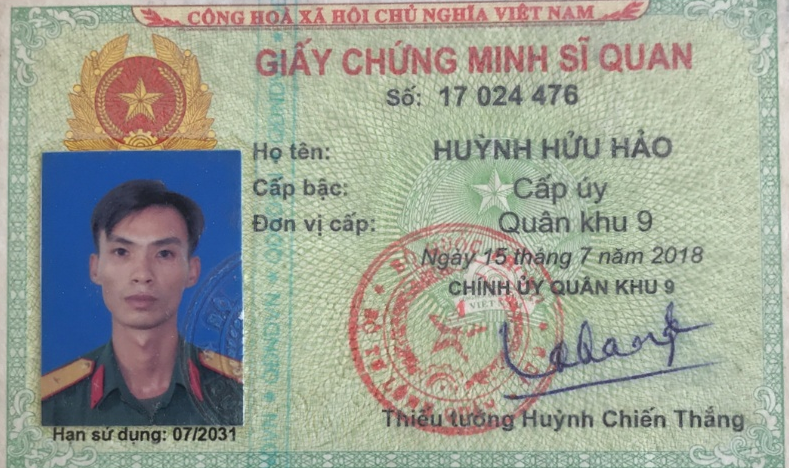 CỘNG HOÀ XÃ HỘI CHỦ NGHĨA VIỆT NAM
GIẤY CHỨNG MINH SĨ QUAN
Số: 17 024 476
Họ tên: HUỲNH HỬU HẢO
Cấp bậc: Cấp úy
Đơn vị cấp: Quân khu 9
Ngày 15 tháng 7 năm 2018
CHÍNH ỦY QUÂN KHU 9
Thiếu tướng Huỳnh Chiến Thắng
Hạn sử dụng: 07/2031